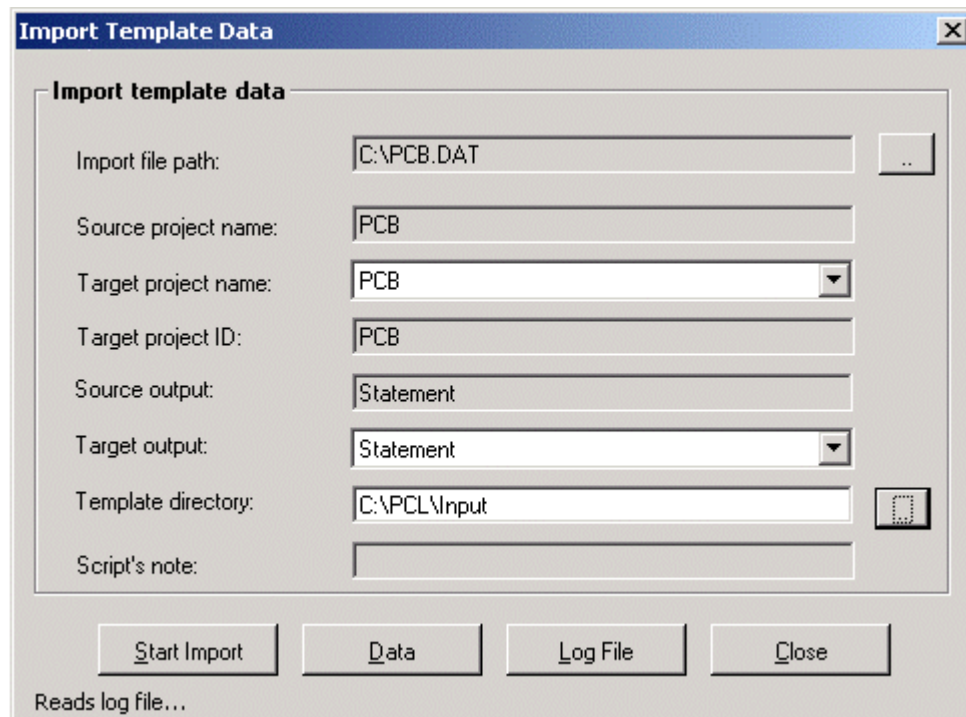 Import Template Data
Import template data
Import file path: C:\PCB.DAT ..
Source project name: PCB
Target project name: PCB
Target project ID: PCB
Source output: Statement
Target output: Statement
Template directory: C:\PCL\Input ..
Script's note:
Start Import Data Log File Close
Reads log file...